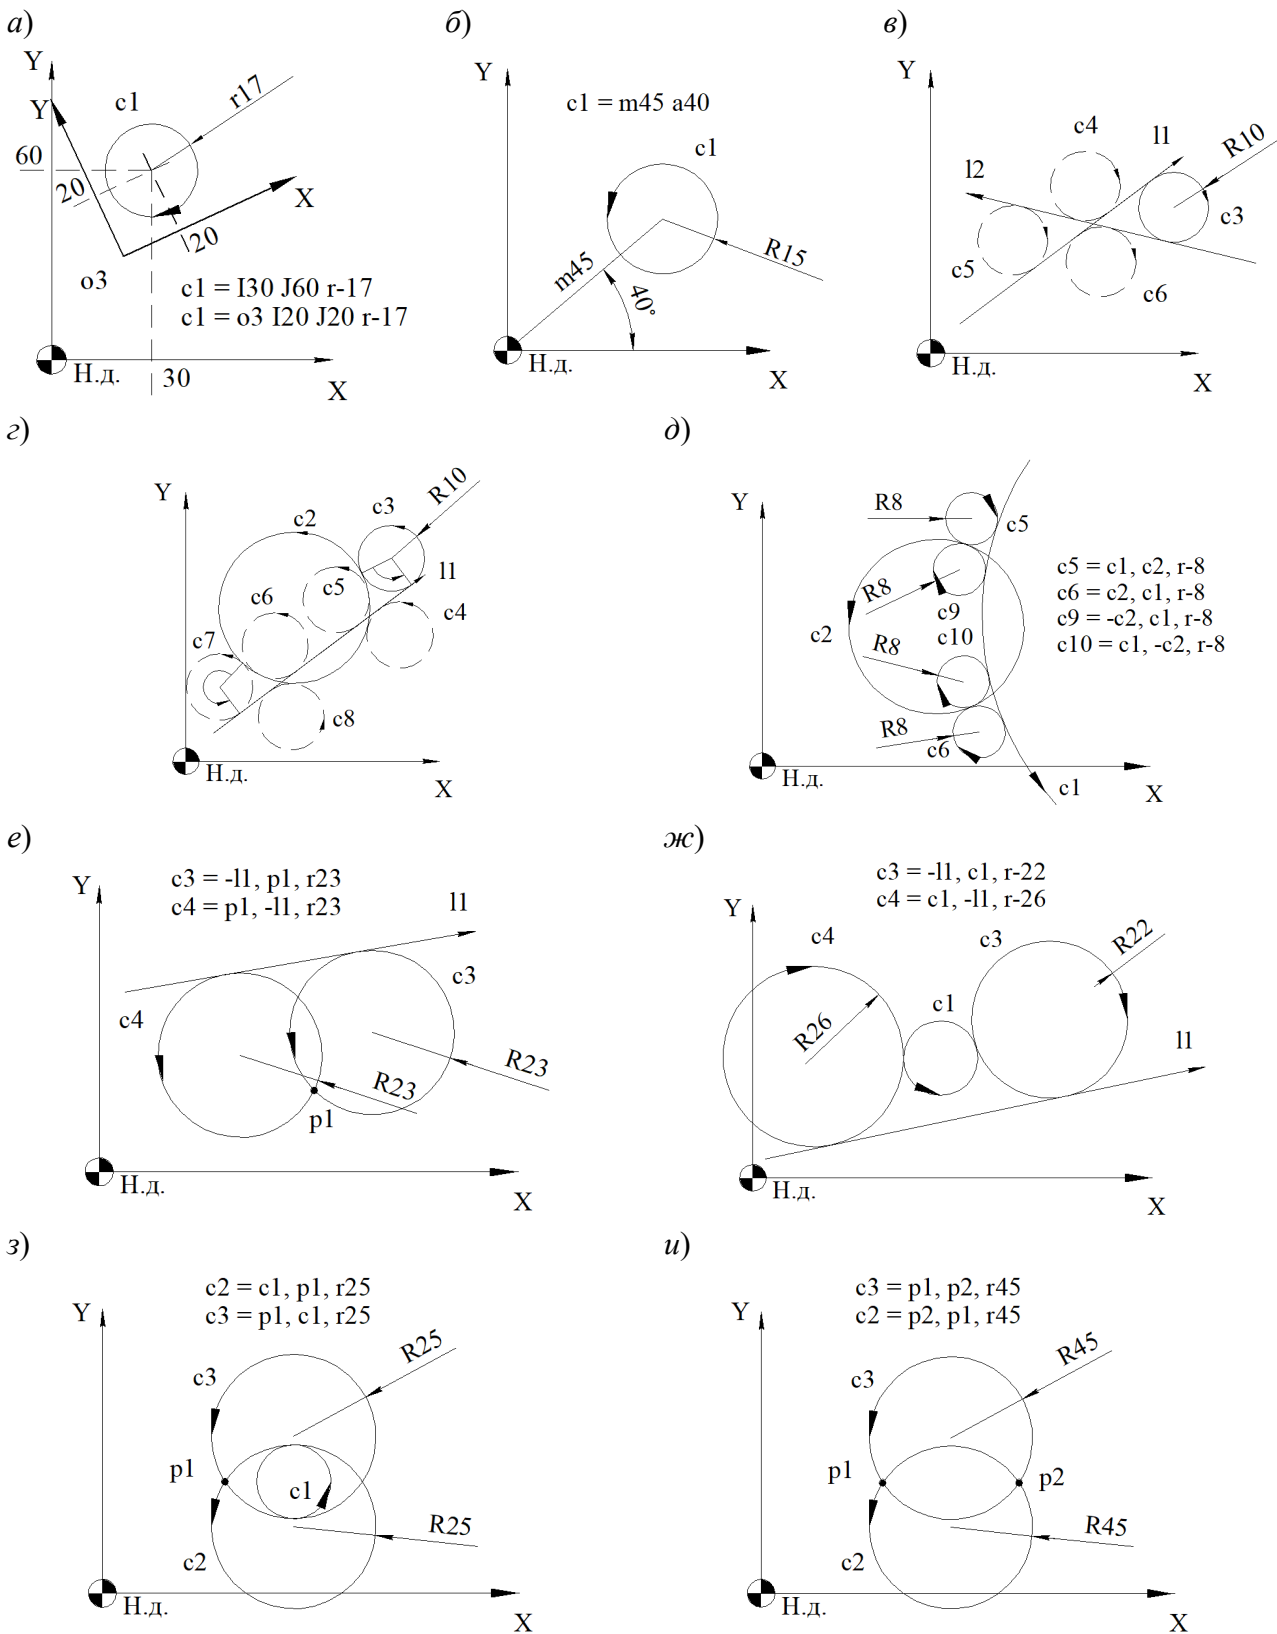 а)
Y
Y
c1
r17
60
20
X
20
o3
c1 = I30 J60 r-17
c1 = o3 I20 J20 r-17
Н.д.
30
X
б)
Y
c1 = m45 a40
c1
m45
R15
40°
Н.д.
X
в)
Y
c4
l1
R10
l2
c3
c5
c6
Н.д.
X
г)
Y
R10
c3
c2
l1
c5
c6
c4
c7
c8
Н.д.
X
д)
Y
R8
c5
c5 = c1, c2, r-8
c6 = c2, c1, r-8
c9 = -c2, c1, r-8
c10 = c1, -c2, r-8
R8
c9
c2
c10
R8
R8
c6
Н.д.
c1
X
е)
c3 = -l1, p1, r23
c4 = p1, -l1, r23
Y
l1
c3
c4
R23
R23
p1
Н.д.
X
ж)
c3 = -l1, c1, r-22
c4 = c1, -l1, r-26
Y
c4
c3
R22
c1
R26
l1
Н.д.
X
з)
c2 = c1, p1, r25
c3 = p1, c1, r25
Y
R25
c3
p1
c1
R25
c2
Н.д.
X
и)
c3 = p1, p2, r45
c2 = p2, p1, r45
Y
R45
c3
p1
p2
R45
c2
Н.д.
X